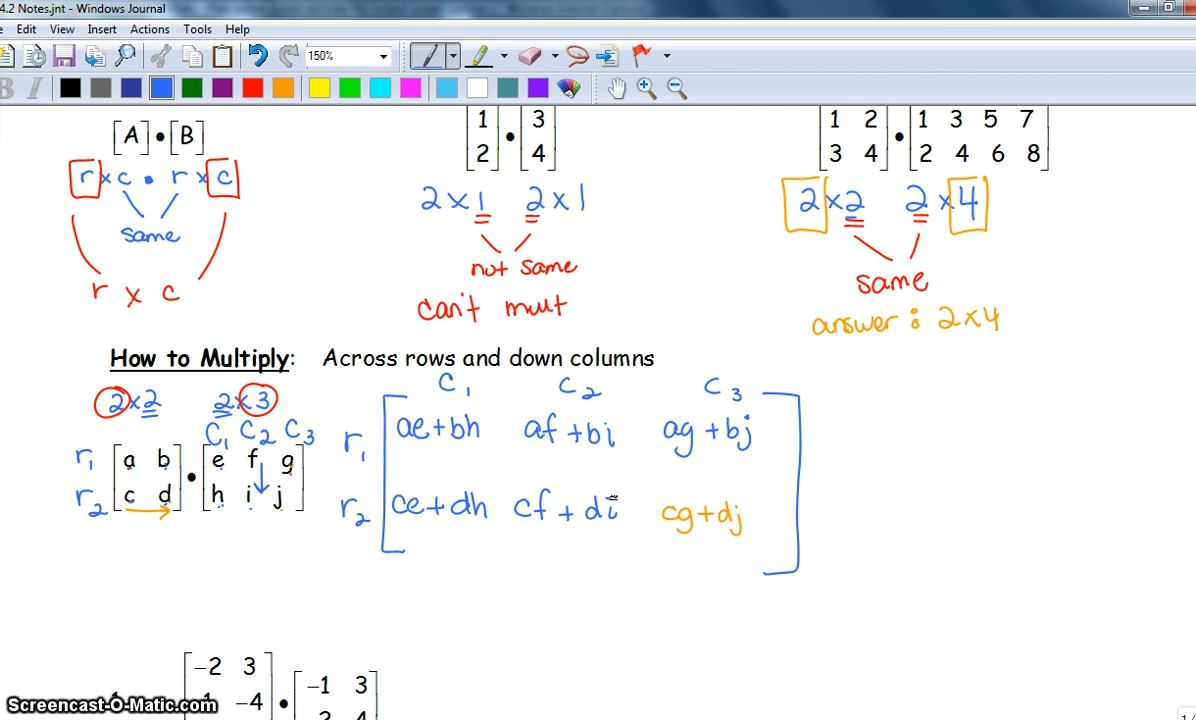 4.2 Notes.jnt - Windows Journal
Edit View Insert Actions Tools Help
150%
B I
[A] • [B]
r x c • r x c
same
r x c
1 3
2 • 4
2 x 1 2 x 1
not same
can't mult
1 2 1 3 5 7
3 4 • 2 4 6 8
2 x 2 2 x 4
same
answer: 2 x 4
How to Multiply: Across rows and down columns
2 x 2 2 x 3
C1 C2 C3
r1 a b e f g
r2 c d • h i j
C1 C2 C3
r1 ae+bh af+bi ag+bj
r2 ce+dh cf+di cg+dj
-2 3
-4 • -1 3
Screencast-O-Matic.com